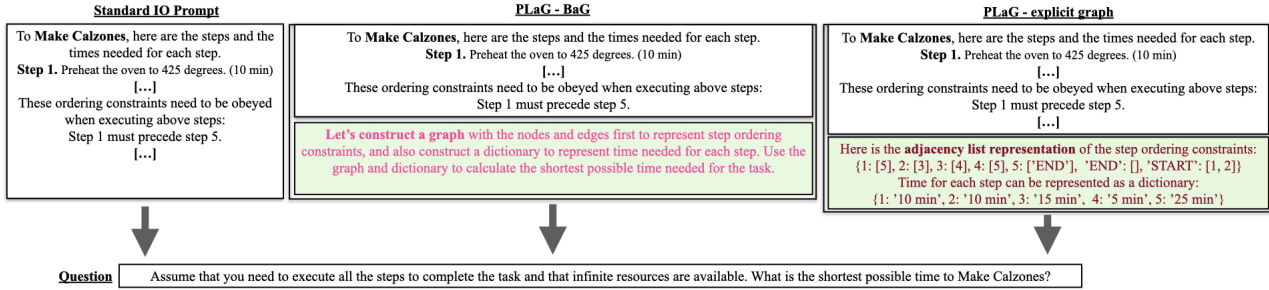 Standard IO Prompt
To Make Calzones, here are the steps and the
times needed for each step.
Step 1. Preheat the oven to 425 degrees. (10 min)
[...]
These ordering constraints need to be obeyed
when executing above steps:
Step 1 must precede step 5.
[...]
PLaG - BaG
To Make Calzones, here are the steps and the times needed for each step.
Step 1. Preheat the oven to 425 degrees. (10 min)
[...]
These ordering constraints need to be obeyed when executing above steps:
Step 1 must precede step 5.
Let's construct a graph with the nodes and edges first to represent step ordering
constraints, and also construct a dictionary to represent time needed for each step. Use the
graph and dictionary to calculate the shortest possible time needed for the task.
PLaG - explicit graph
To Make Calzones, here are the steps and the times needed for each step.
Step 1. Preheat the oven to 425 degrees. (10 min)
[...]
These ordering constraints need to be obeyed when executing above steps:
Step 1 must precede step 5.
[...]
Here is the adjacency list representation of the step ordering constraints:
{1: [5], 2: [3], 3: [4], 4: [5], 5: ['END'], 'END': [], 'START': [1, 2]}
Time for each step can be represented as a dictionary:
{1: '10 min', 2: '10 min', 3: '15 min', 4: '5 min', 5: '25 min'}
Question
Assume that you need to execute all the steps to complete the task and that infinite resources are available. What is the shortest possible time to Make Calzones?